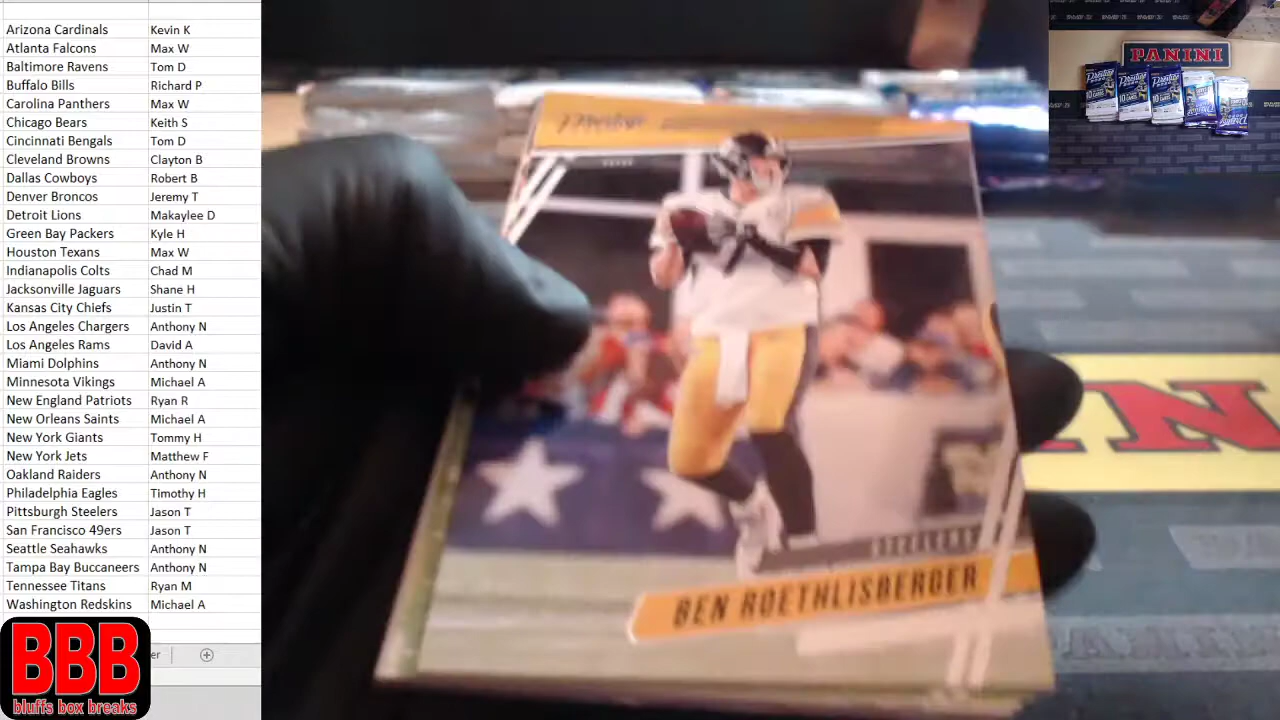 Arizona Cardinals Kevin K
Atlanta Falcons Max W
Baltimore Ravens Tom D
Buffalo Bills Richard P
Carolina Panthers Max W
Chicago Bears Keith S
Cincinnati Bengals Tom D
Cleveland Browns Clayton B
Dallas Cowboys Robert B
Denver Broncos Jeremy T
Detroit Lions Makaylee D
Green Bay Packers Kyle H
Houston Texans Max W
Indianapolis Colts Chad M
Jacksonville Jaguars Shane H
Kansas City Chiefs Justin T
Los Angeles Chargers Anthony N
Los Angeles Rams David A
Miami Dolphins Anthony N
Minnesota Vikings Michael A
New England Patriots Ryan R
New Orleans Saints Michael A
New York Giants Tommy H
New York Jets Matthew F
Oakland Raiders Anthony N
Philadelphia Eagles Timothy H
Pittsburgh Steelers Jason T
San Francisco 49ers Jason T
Seattle Seahawks Anthony N
Tampa Bay Buccaneers Anthony N
Tennessee Titans Ryan M
Washington Redskins Michael A
er
BBB
bluffs box breaks
Prestige
STEELERS
BEN ROETHLISBERGER
PANINI